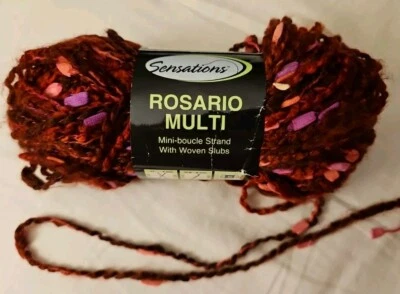 Sensations
ROSARIO
MULTI
Mini-boucle Strand
With Woven Slubs